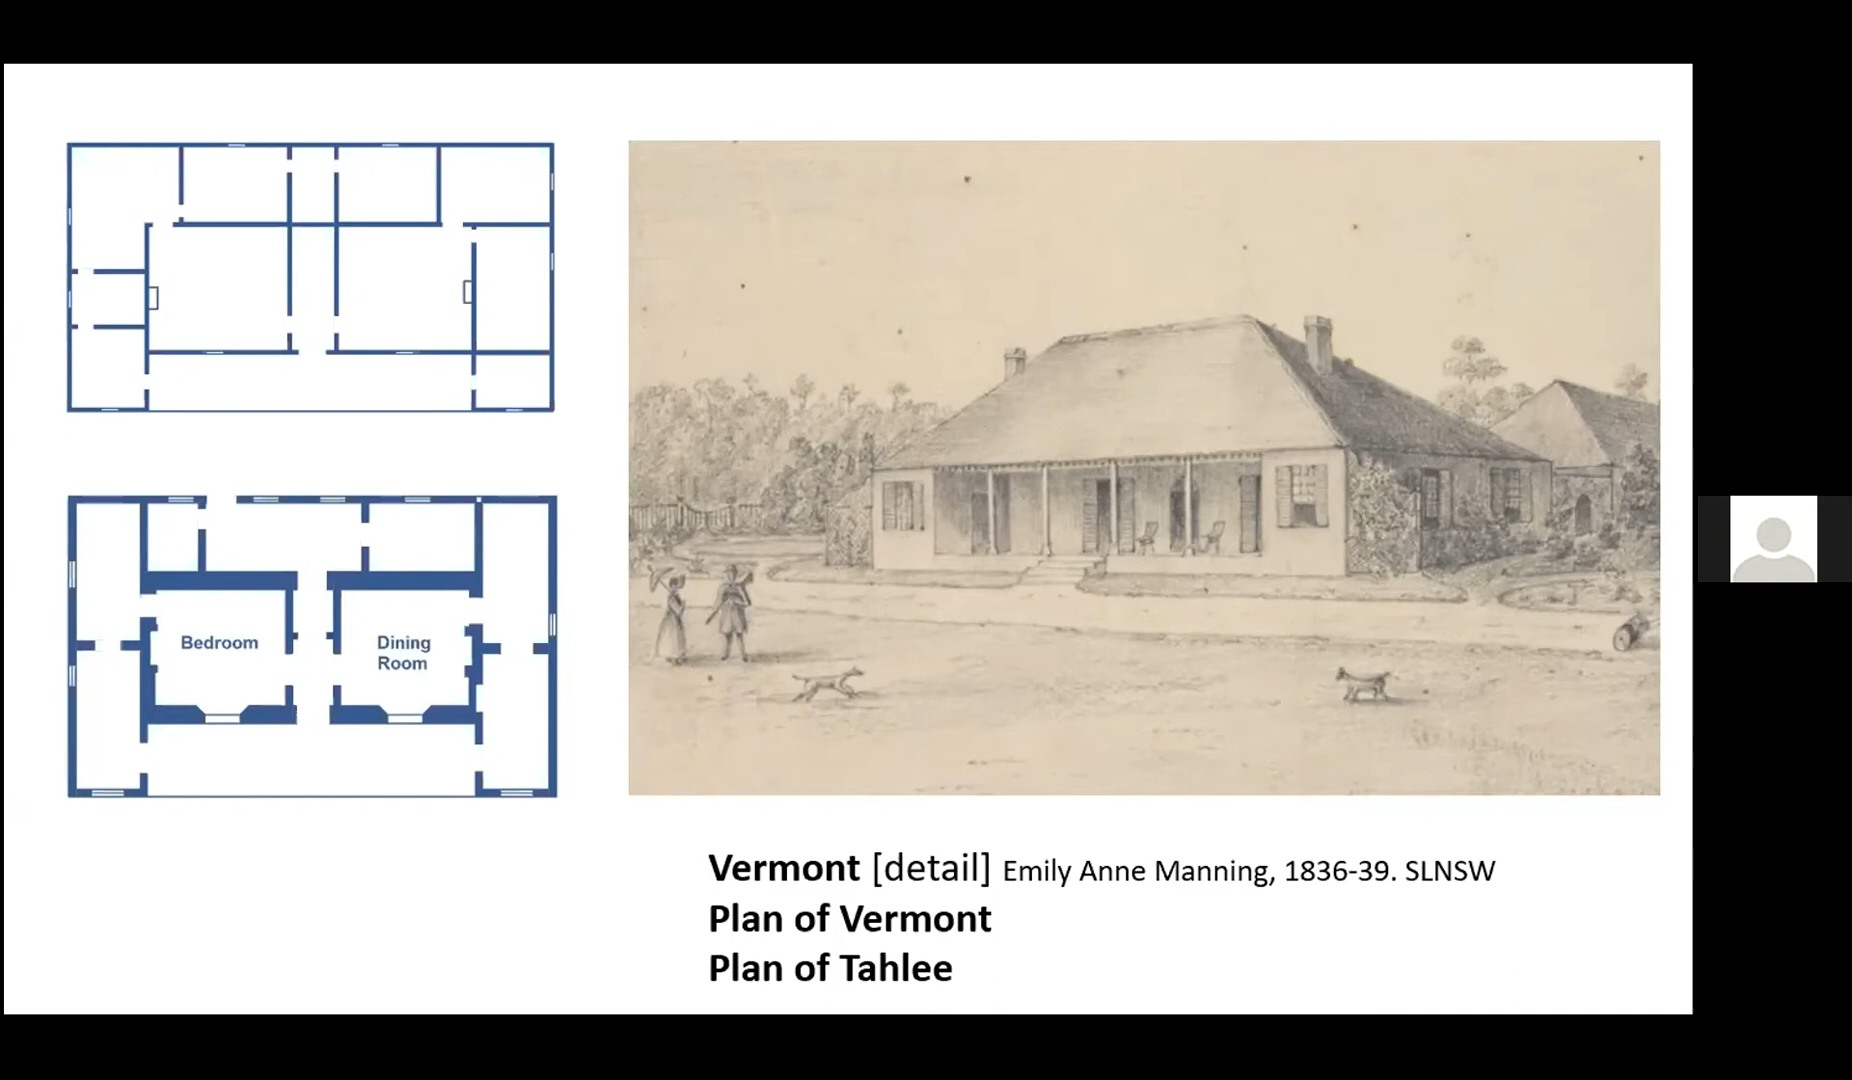 Bedroom
Dining
Room
Vermont [detail] Emily Anne Manning, 1836-39. SLNSW
Plan of Vermont
Plan of Tahlee